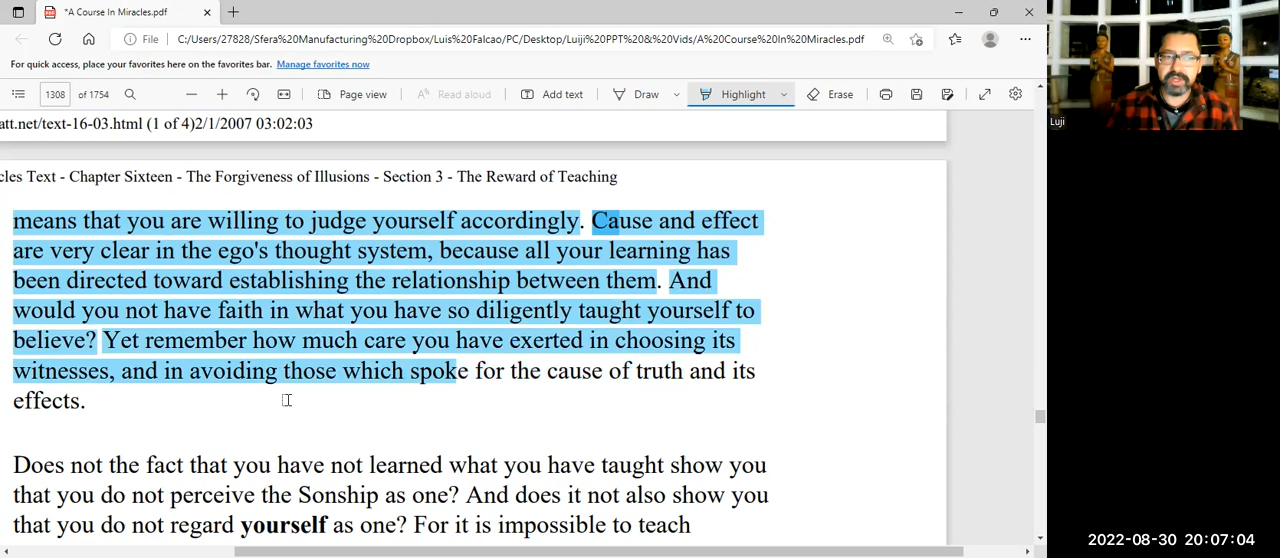 *A Course In Miracles.pdf
File C:/Users/27828/Sfera%20Manufacturing%20Dropbox/Luis%20Falcao/PC/Desktop/Luiji%20PPT%20&%20Vids/A%20Course%20In%20Miracles.pdf
For quick access, place your favorites here on the favorites bar. Manage favorites now
1308 of 1754 Page view Read aloud Add text Draw Highlight Erase
Luji
att.net/text-16-03.html (1 of 4)2/1/2007 03:02:03
cles Text - Chapter Sixteen - The Forgiveness of Illusions - Section 3 - The Reward of Teaching
means that you are willing to judge yourself accordingly. Cause and effect
are very clear in the ego's thought system, because all your learning has
been directed toward establishing the relationship between them. And
would you not have faith in what you have so diligently taught yourself to
believe? Yet remember how much care you have exerted in choosing its
witnesses, and in avoiding those which spoke for the cause of truth and its
effects.
Does not the fact that you have not learned what you have taught show you
that you do not perceive the Sonship as one? And does it not also show you
that you do not regard yourself as one? For it is impossible to teach
2022-08-30 20:07:04